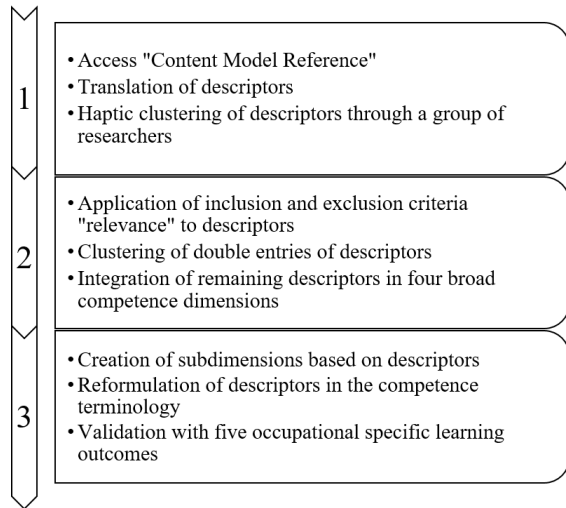 1
• Access "Content Model Reference"
• Translation of descriptors
• Haptic clustering of descriptors through a group of
researchers
2
• Application of inclusion and exclusion criteria
"relevance" to descriptors
• Clustering of double entries of descriptors
• Integration of remaining descriptors in four broad
competence dimensions
3
• Creation of subdimensions based on descriptors
• Reformulation of descriptors in the competence
terminology
• Validation with five occupational specific learning
outcomes